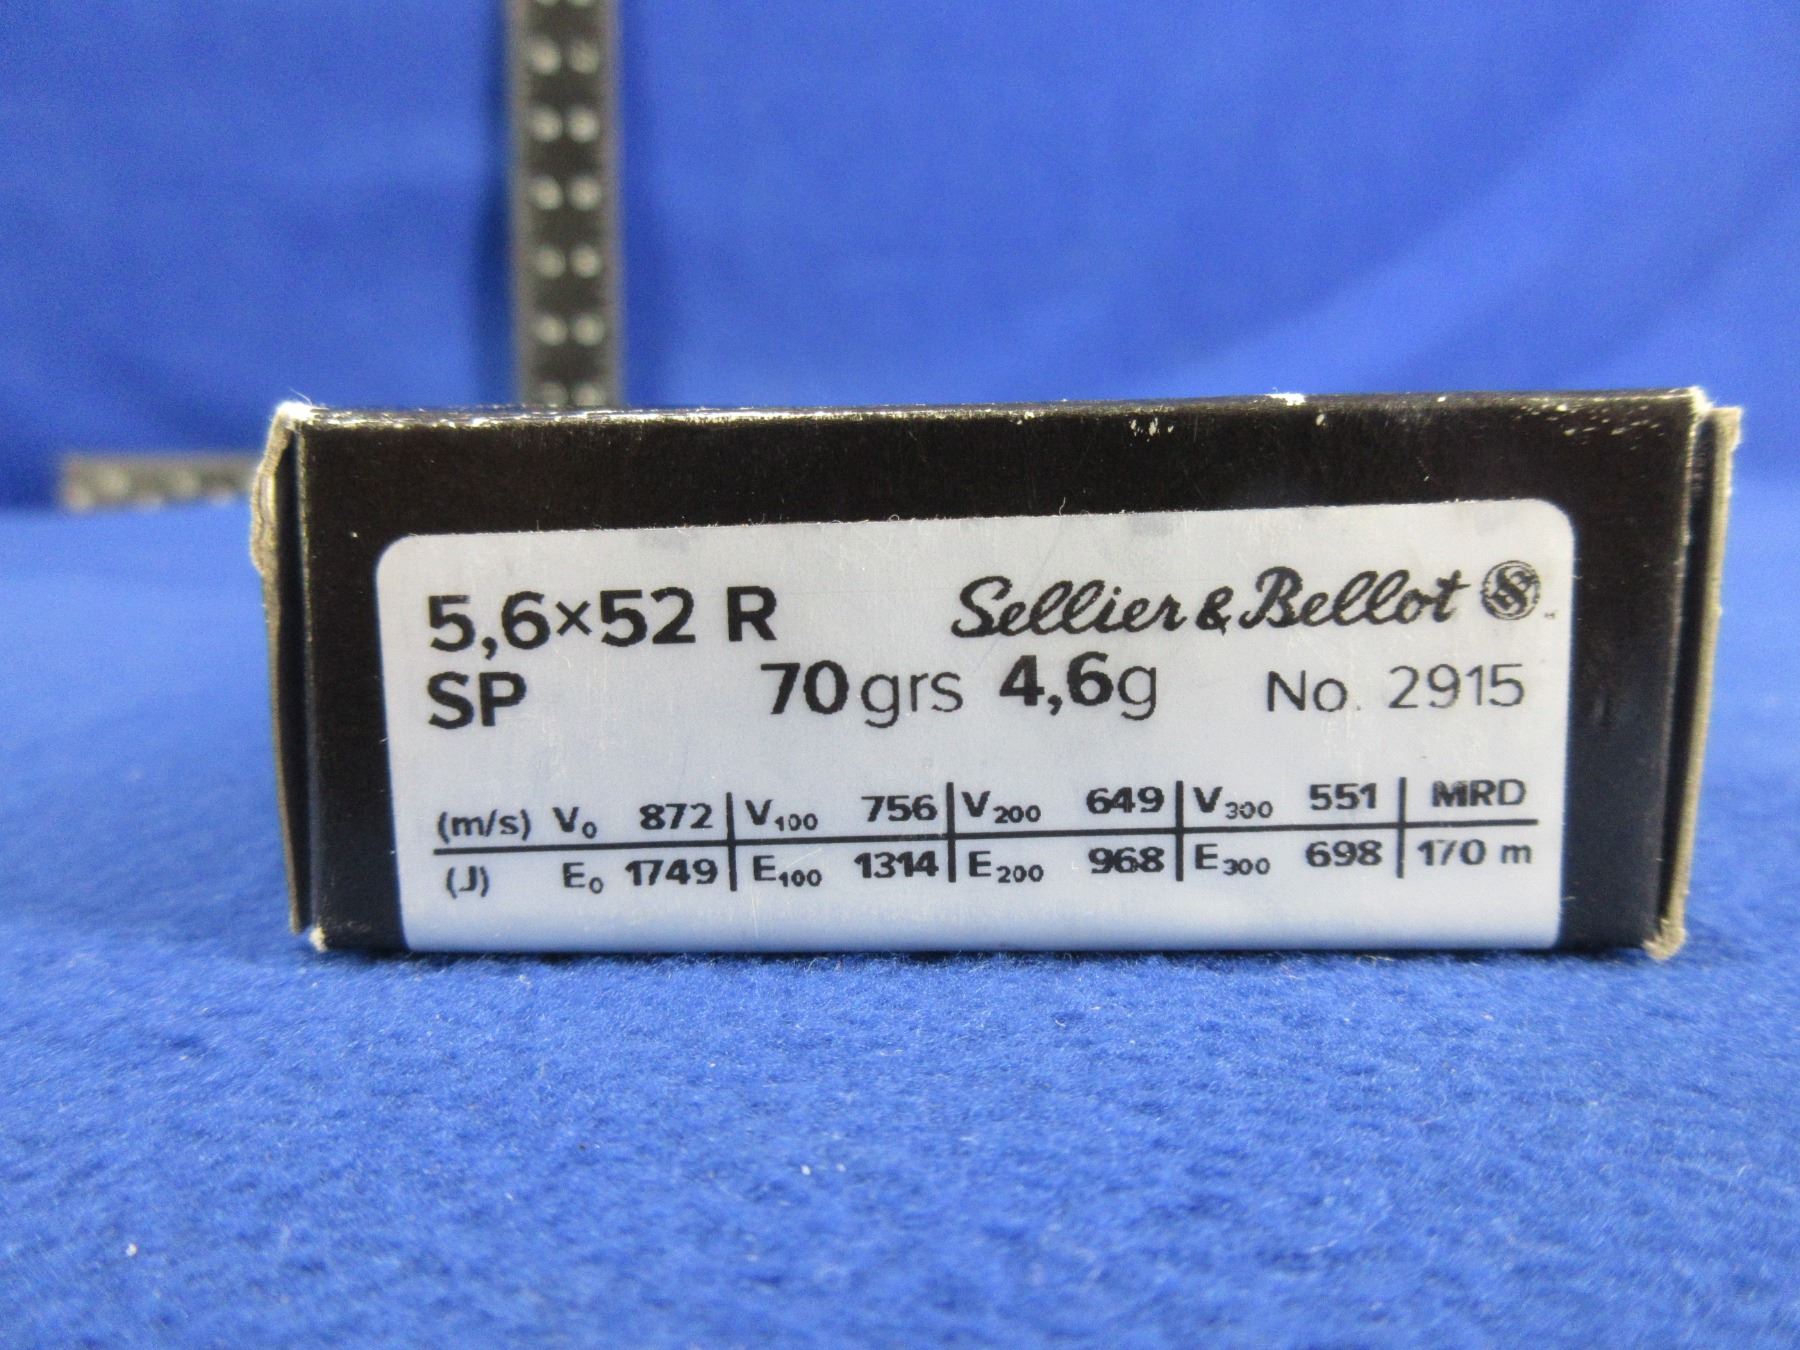 5,6×52 R Sellier & Bellot
SP 70grs 4,6g No. 2915
(m/s) V₀ 872 V₁₀₀ 756 V₂₀₀ 649 V₃₀₀ 551 MRD
(J) E₀ 1749 E₁₀₀ 1314 E₂₀₀ 968 E₃₀₀ 698 170 m